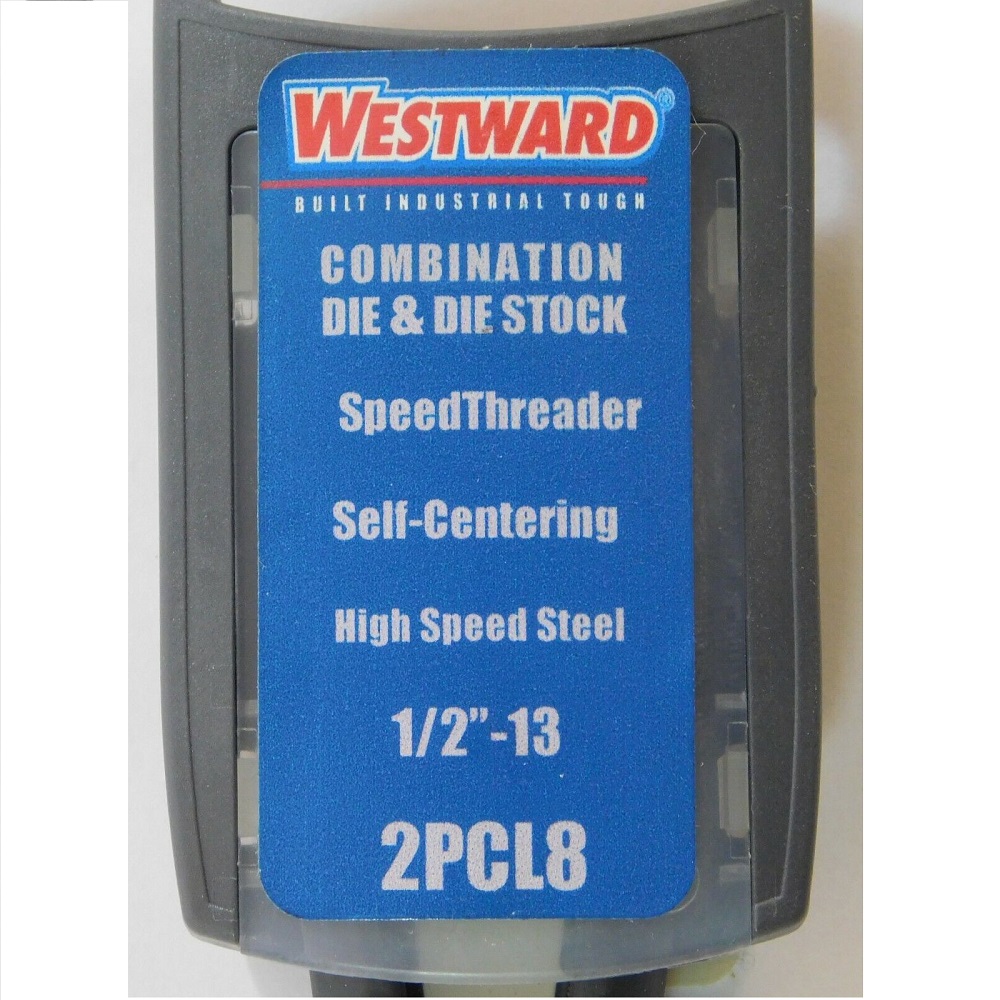 WESTWARD®
BUILT INDUSTRIAL TOUGH
COMBINATION
DIE & DIE STOCK
SpeedThreader
Self-Centering
High Speed Steel
1/2”-13
2PCL8